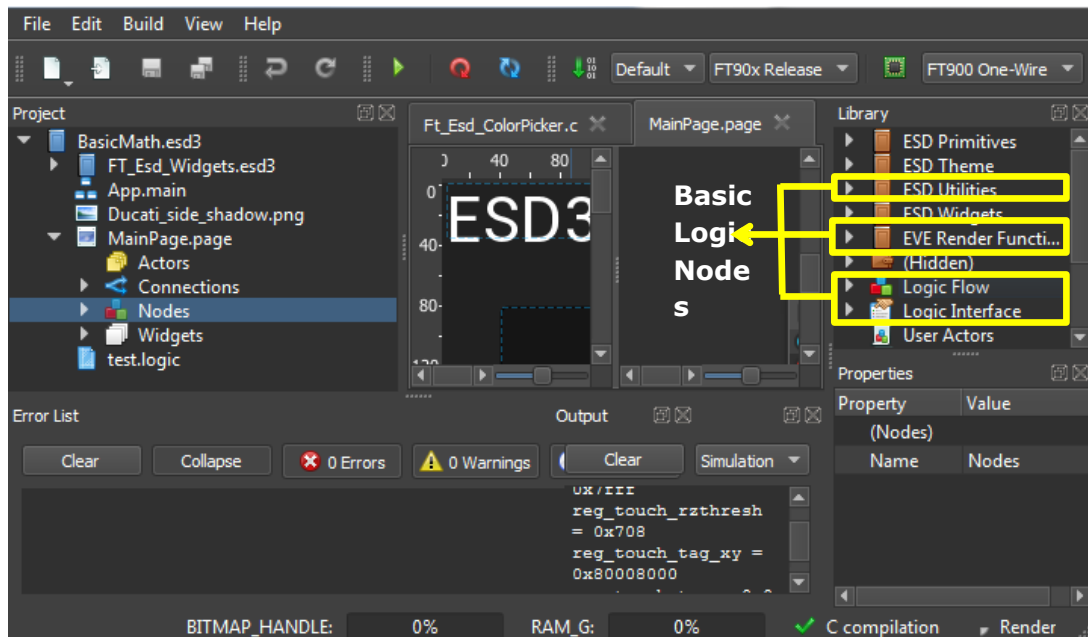 File Edit Build View Help
Default FT90x Release FT900 One-Wire
Project
BasicMath.esd3
FT_Esd_Widgets.esd3
App.main
Ducati_side_shadow.png
MainPage.page
Actors
Connections
Nodes
Widgets
test.logic
Ft_Esd_ColorPicker.c
MainPage.page
0 40 80
0
40
80
120
ESD3
Basic
Logi
Node
s
Library
ESD Primitives
ESD Theme
ESD Utilities
ESD Widgets
EVE Render Functi...
(Hidden)
Logic Flow
Logic Interface
User Actors
Properties
Property Value
(Nodes)
Name Nodes
Error List
Clear Collapse 0 Errors 0 Warnings
Output
Clear Simulation
0x7fff
reg_touch_rzthresh
= 0x708
reg_touch_tag_xy =
0x80008000
BITMAP_HANDLE: 0% RAM_G: 0% C compilation Render